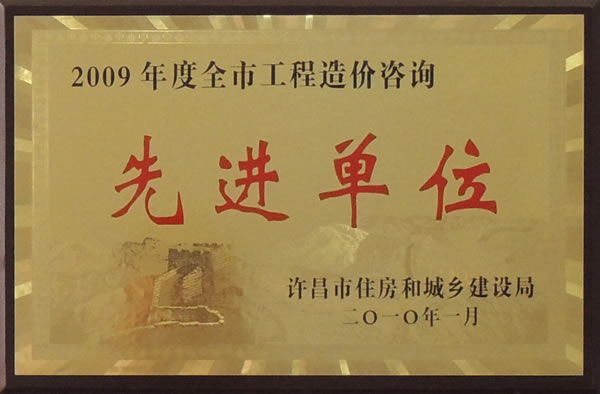 2009 年度全市工程造价咨询
先进单位
许昌市住房和城乡建设局
二〇一〇年一月